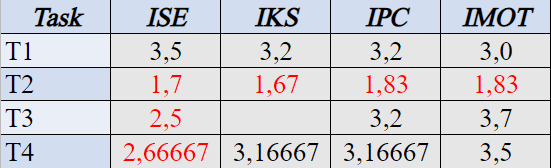 Task ISE IKS IPC IMOT
T1 3,5 3,2 3,2 3,0
T2 1,7 1,67 1,83 1,83
T3 2,5 3,2 3,7
T4 2,66667 3,16667 3,16667 3,5